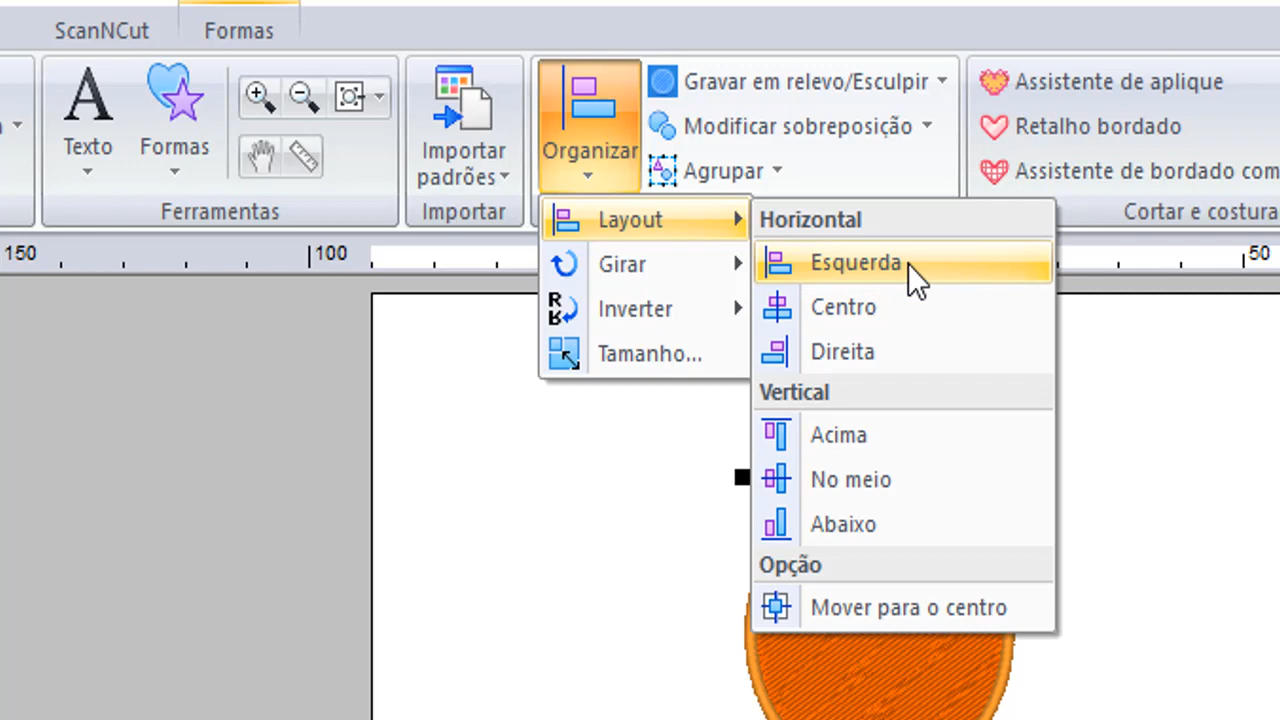 ScanNCut
Formas
Texto
Formas
Ferramentas
Importar
padrões
Importar
Organizar
Gravar em relevo/Esculpir
Modificar sobreposição
Agrupar
Assistente de aplique
Retalho bordado
Assistente de bordado com
Cortar e costura
150
100
50
Layout
Girar
Inverter
Tamanho...
Horizontal
Esquerda
Centro
Direita
Vertical
Acima
No meio
Abaixo
Opção
Mover para o centro